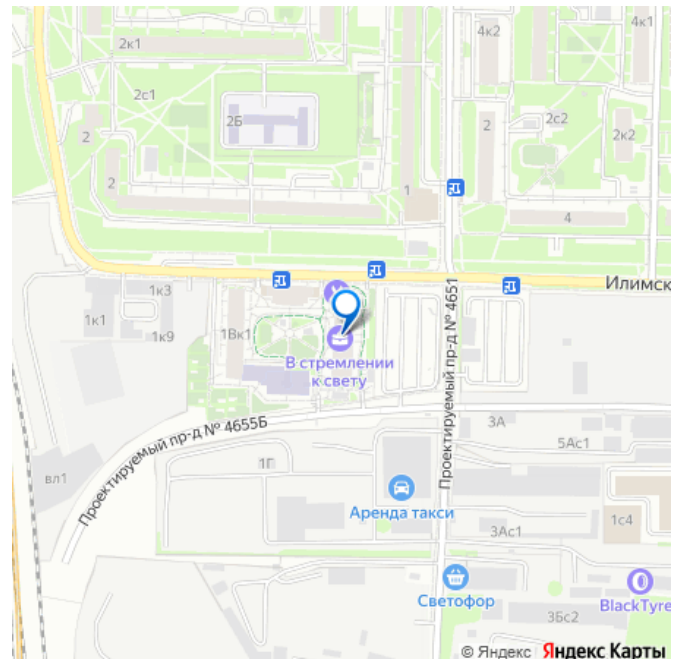 2к1
4к2
4к1
2с1
2Б
2
2
2
2с2
2к2
1
4
Илимск
1к3
1к1
1к9
1Вк1
В стремлении
к свету
Проектируемый пр-д № 4651
Проектируемый пр-д № 4655Б
3А
5Ас1
вл1
1Г
Аренда такси
1с4
3Ас1
Светофор
BlackTyre
3Бс2
© Яндекс Яндекс Карты